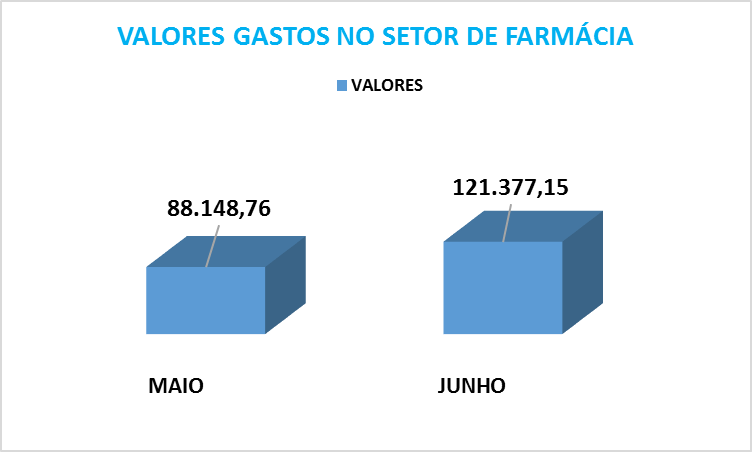 VALORES GASTOS NO SETOR DE FARMÁCIA
VALORES
88.148,76
121.377,15
MAIO
JUNHO